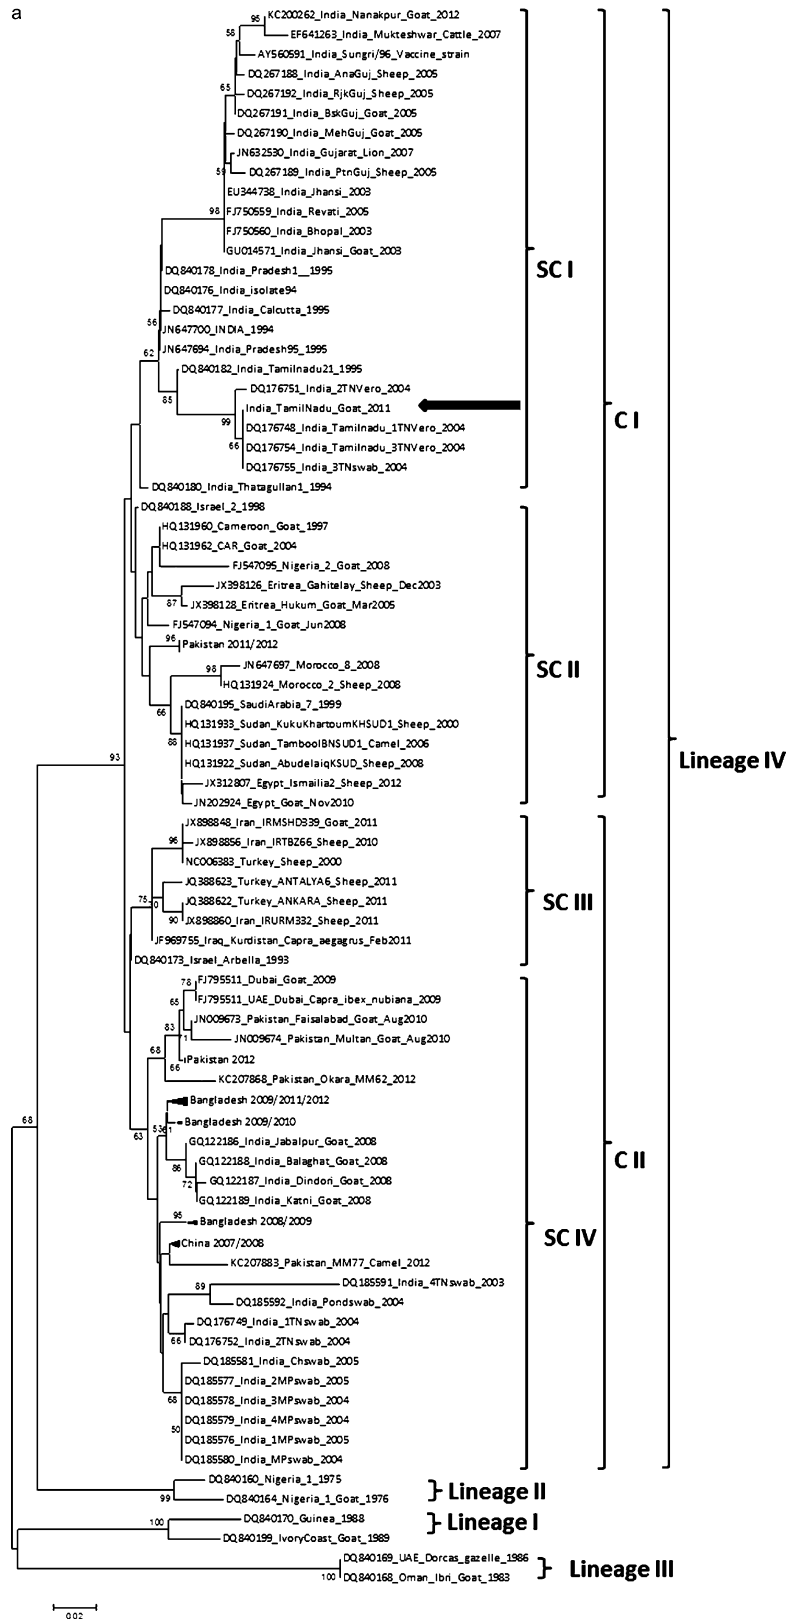 a
95
KC200262_India_Nanakpur_Goat_2012
58
EF641263_India_Mukteshwar_Cattle_2007
AY560591_India_Sungri/96_Vaccine_strain
DQ267188_India_AnaGuj_Sheep_2005
65
DQ267192_India_RjkGuj_Sheep_2005
DQ267191_India_BskGuj_Goat_2005
DQ267190_India_MehGuj_Goat_2005
JN632530_India_Gujarat_Lion_2007
59
DQ267189_India_PtnGuj_Sheep_2005
EU344738_India_Jhansi_2003
98
FJ750559_India_Revati_2005
FJ750560_India_Bhopal_2003
GU014571_India_Jhansi_Goat_2003
SC I
DQ840178_India_Pradesh1__1995
DQ840176_India_isolate94
DQ840177_India_Calcutta_1995
56
JN647700_INDIA_1994
62
JN647694_India_Pradesh95_1995
DQ840182_India_Tamilnadu21_1995
85
DQ176751_India_2TNVero_2004
India_TamilNadu_Goat_2011
C I
99
DQ176748_India_Tamilnadu_1TNVero_2004
66
DQ176754_India_Tamilnadu_3TNVero_2004
DQ176755_India_3TNswab_2004
DQ840180_India_Thatagullan1_1994
DQ840188_Israel_2_1998
HQ131960_Cameroon_Goat_1997
HQ131962_CAR_Goat_2004
FJ547095_Nigeria_2_Goat_2008
JX398126_Eritrea_Gahitelay_Sheep_Dec2003
87
JX398128_Eritrea_Hukum_Goat_Mar2005
FJ547094_Nigeria_1_Goat_Jun2008
96
Pakistan 2011/2012
98
JN647697_Morocco_8_2008
SC II
HQ131924_Morocco_2_Sheep_2008
66
DQ840195_SaudiArabia_7_1999
HQ131933_Sudan_KukuKhartoumKHSUD1_Sheep_2000
88
HQ131937_Sudan_TamboolBNSUD1_Camel_2006
93
HQ131922_Sudan_AbudelaiqKSUD_Sheep_2008
Lineage IV
JX312807_Egypt_Ismailia2_Sheep_2012
JN202924_Egypt_Goat_Nov2010
JX898848_Iran_IRMSHD339_Goat_2011
96
JX898856_Iran_IRTBZ66_Sheep_2010
NC006383_Turkey_Sheep_2000
JQ388623_Turkey_ANTALYA6_Sheep_2011
75
0
JQ388622_Turkey_ANKARA_Sheep_2011
SC III
90
JX898860_Iran_IRURM332_Sheep_2011
JF969755_Iraq_Kurdistan_Capra_aegagrus_Feb2011
DQ840173_Israel_Arbella_1993
78
FJ795511_Dubai_Goat_2009
65
FJ795511_UAE_Dubai_Capra_ibex_nubiana_2009
JN009673_Pakistan_Faisalabad_Goat_Aug2010
83
1
JN009674_Pakistan_Multan_Goat_Aug2010
68
Pakistan 2012
66
KC207868_Pakistan_Okara_MM62_2012
Bangladesh 2009/2011/2012
68
Bangladesh 2009/2010
63
53
61
GQ122186_India_Jabalpur_Goat_2008
C II
86
GQ122188_India_Balaghat_Goat_2008
72
GQ122187_India_Dindori_Goat_2008
GQ122189_India_Katni_Goat_2008
95
Bangladesh 2008/2009
SC IV
China 2007/2008
KC207883_Pakistan_MM77_Camel_2012
89
DQ185591_India_4TNswab_2003
DQ185592_India_Pondswab_2004
DQ176749_India_1TNswab_2004
66
DQ176752_India_2TNswab_2004
DQ185581_India_Chswab_2005
DQ185577_India_2MPswab_2005
68
DQ185578_India_3MPswab_2004
DQ185579_India_4MPswab_2004
50
DQ185576_India_1MPswab_2005
DQ185580_India_MPswab_2004
DQ840160_Nigeria_1_1975
99
DQ840164_Nigeria_1_Goat_1976
Lineage II
100
DQ840170_Guinea_1988
Lineage I
DQ840199_IvoryCoast_Goat_1989
DQ840169_UAE_Dorcas_gazelle_1986
Lineage III
100
DQ840168_Oman_Ibri_Goat_1983
0.02